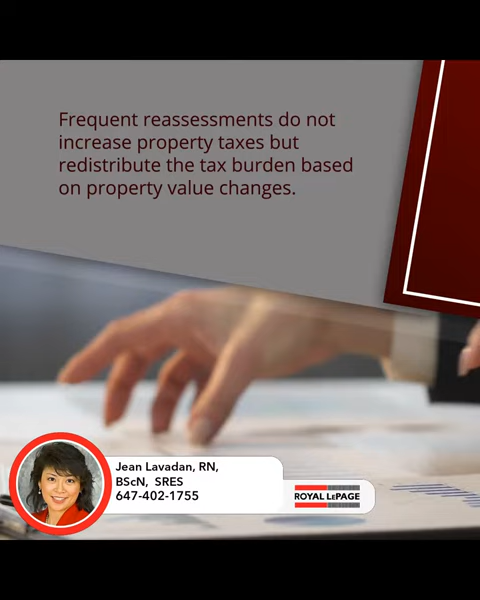 Frequent reassessments do not
increase property taxes but
redistribute the tax burden based
on property value changes.
Jean Lavadan, RN,
BScN, SRES
647-402-1755
ROYAL LEPAGE